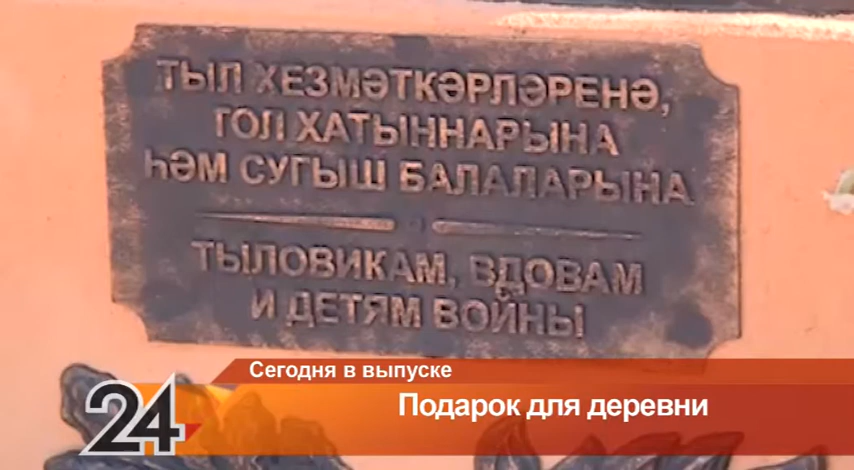 ТЫЛ ХЕЗМӘТКӘРЛӘРЕНӘ,
ТОЛ ХАТЫННАРЫНА
ҺӘМ СУГЫШ БАЛАЛАРЫНА
ТЫЛОВИКАМ, ВДОВАМ
И ДЕТЯМ ВОЙНЫ
Сегодня в выпуске
Подарок для деревни
24